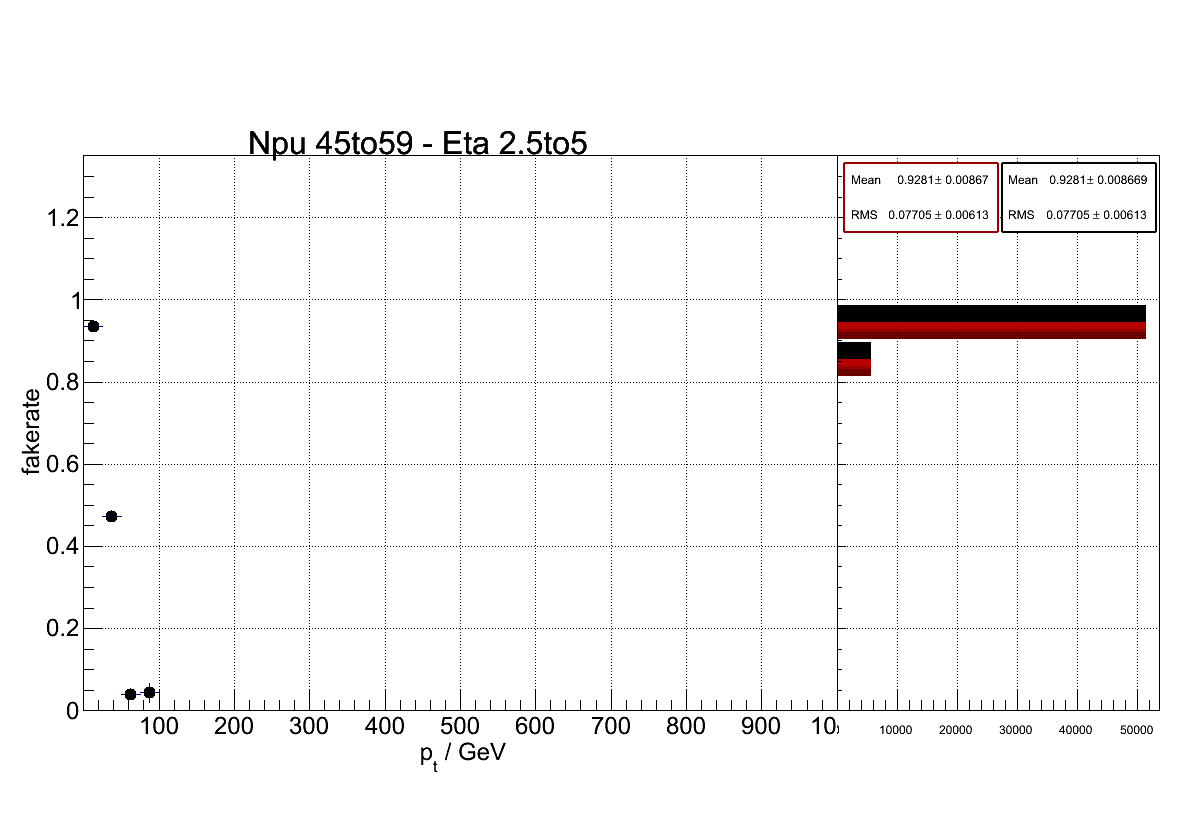 Npu 45to59 - Eta 2.5to5
Mean 0.9281± 0.00867
RMS 0.07705 ± 0.00613
Mean 0.9281± 0.008669
RMS 0.07705 ± 0.00613
fakerate
1.2
1
0.8
0.6
0.4
0.2
0
100 200 300 400 500 600 700 800 900
10000 20000 30000 40000 50000
pt / GeV